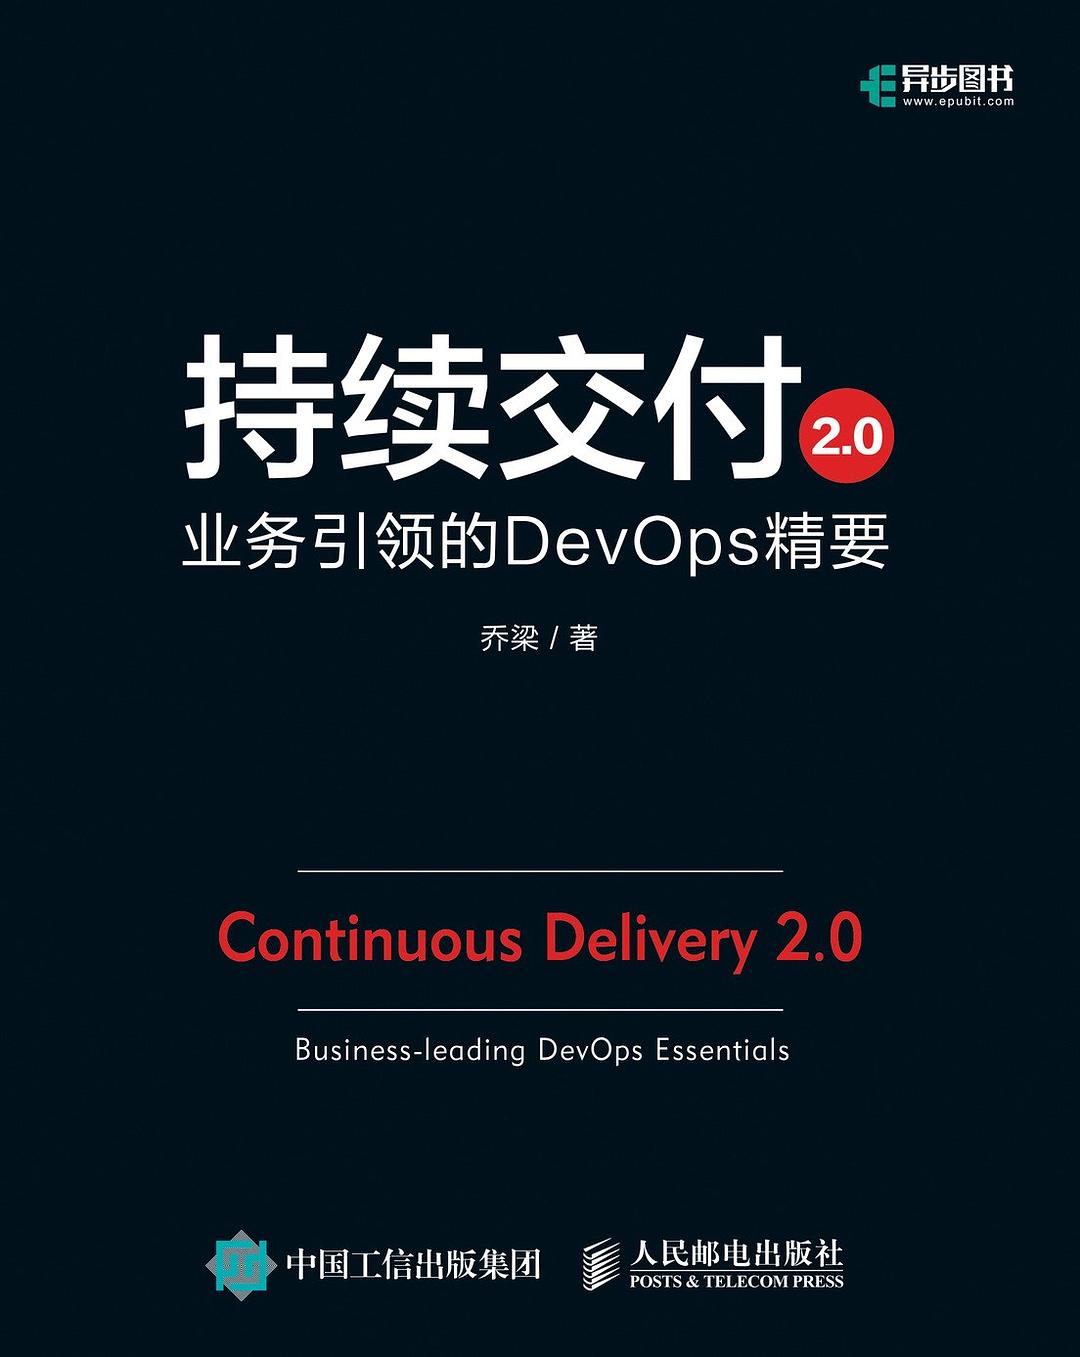 异步图书
www.epubit.com
持续交付2.0
业务引领的DevOps精要
乔梁 / 著
Continuous Delivery 2.0
Business-leading DevOps Essentials
中国工信出版集团
人民邮电出版社
POSTS & TELECOM PRESS